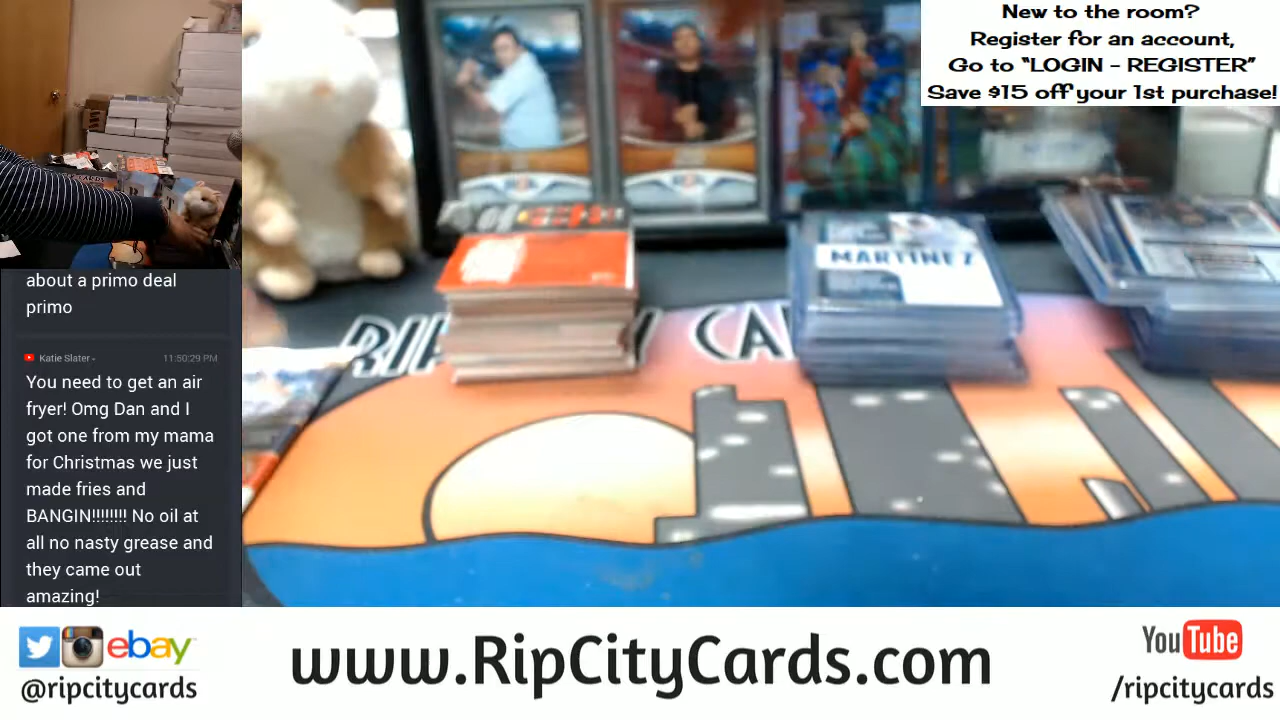 New to the room?
Register for an account,
Go to “LOGIN - REGISTER”
Save $15 off your 1st purchase!
about a primo deal
primo
Katie Slater -
11:50:29 PM
You need to get an air
fryer! Omg Dan and I
got one from my mama
for Christmas we just
made fries and
BANGIN!!!!!!!! No oil at
all no nasty grease and
they came out
amazing!
MARTINEZ
ebay
@ripcitycards
www.RipCityCards.com
YouTube
/ripcitycards